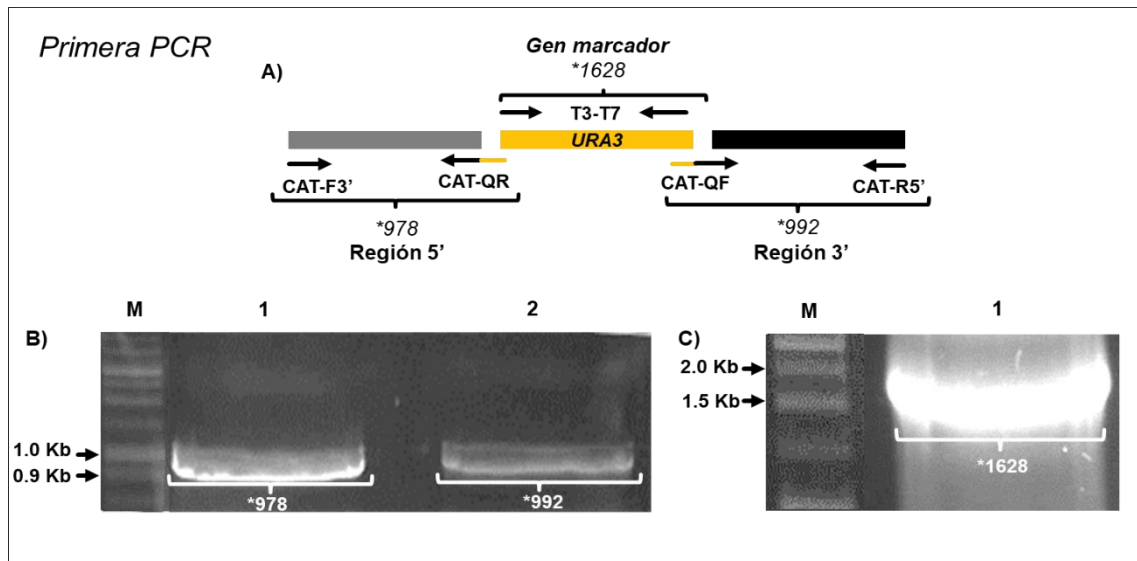 Primera PCR
Gen marcador
*1628
A)
T3-T7
URA3
CAT-F3’
CAT-QR
CAT-QF
CAT-R5’
*978
*992
Región 5’
Región 3’
M
1
2
B)
1.0 Kb
0.9 Kb
*978
*992
M
1
C)
2.0 Kb
1.5 Kb
*1628